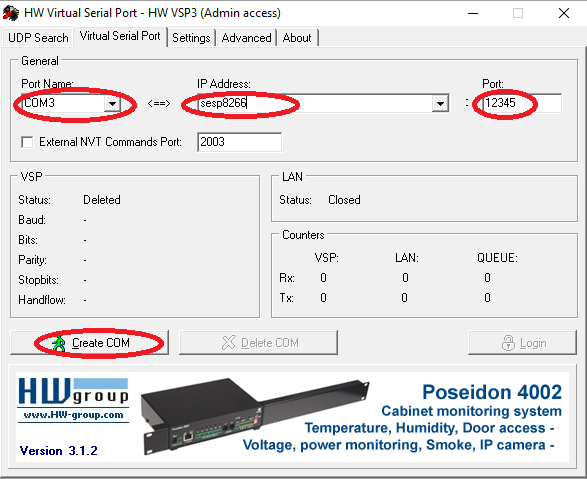 HW Virtual Serial Port - HW VSP3 (Admin access)
UDP Search Virtual Serial Port Settings Advanced About
General
Port Name: IP Address: Port:
COM3 <==> sesp8266 : 12345
External NVT Commands Port: 2003
VSP
Status: Deleted
Baud: -
Bits: -
Parity: -
Stopbits: -
Handflow: -
LAN
Status: Closed
Counters
VSP: LAN: QUEUE:
Rx: 0 0 0
Tx: 0 0 0
Create COM Delete COM Login
HW group
www.HW-group.com
Version 3.1.2
Poseidon 4002
Cabinet monitoring system
Temperature, Humidity, Door access -
Voltage, power monitoring, Smoke, IP camera -